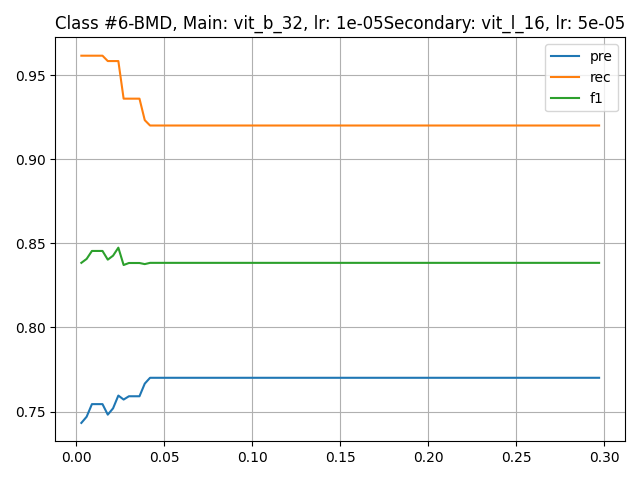 Class #6-BMD, Main: vit_b_32, lr: 1e-05Secondary: vit_l_16, lr: 5e-05
pre
rec
f1
0.95
0.90
0.85
0.80
0.75
0.00 0.05 0.10 0.15 0.20 0.25 0.30